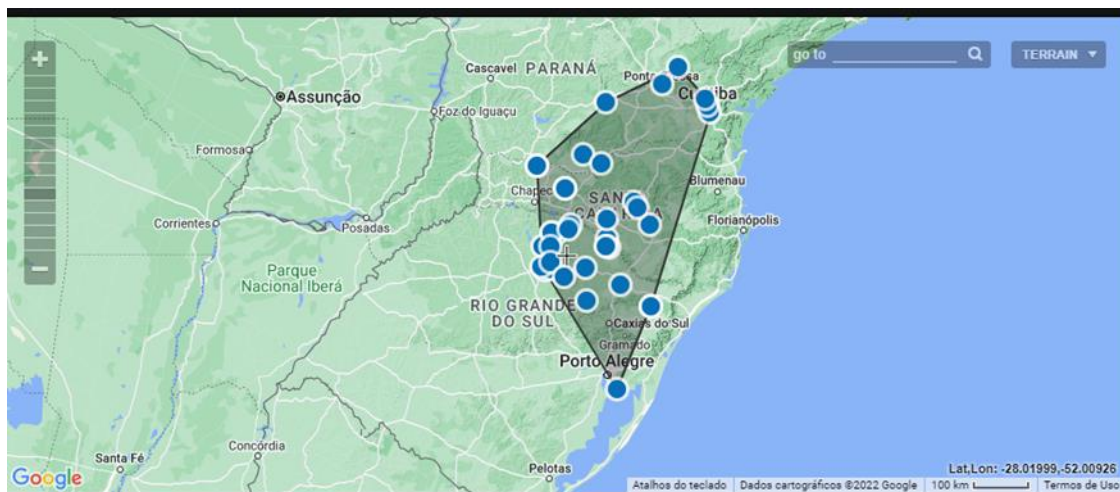 go to
TERRAIN
Cascavel
PARANÁ
Curitiba
Assunção
Foz do Iguaçu
Formosa
Blumenau
Florianópolis
Corrientes
Posadas
Parque
Nacional Iberá
RIO GRANDE
DO SUL
Caxias do Sul
Gramado
Porto Alegre
Concórdia
Santa Fé
Pelotas
Lat,Lon: -28.01999,-52.00926
Google
Atalhos do teclado
Dados cartográficos ©2022 Google
100 km
Termos de Uso